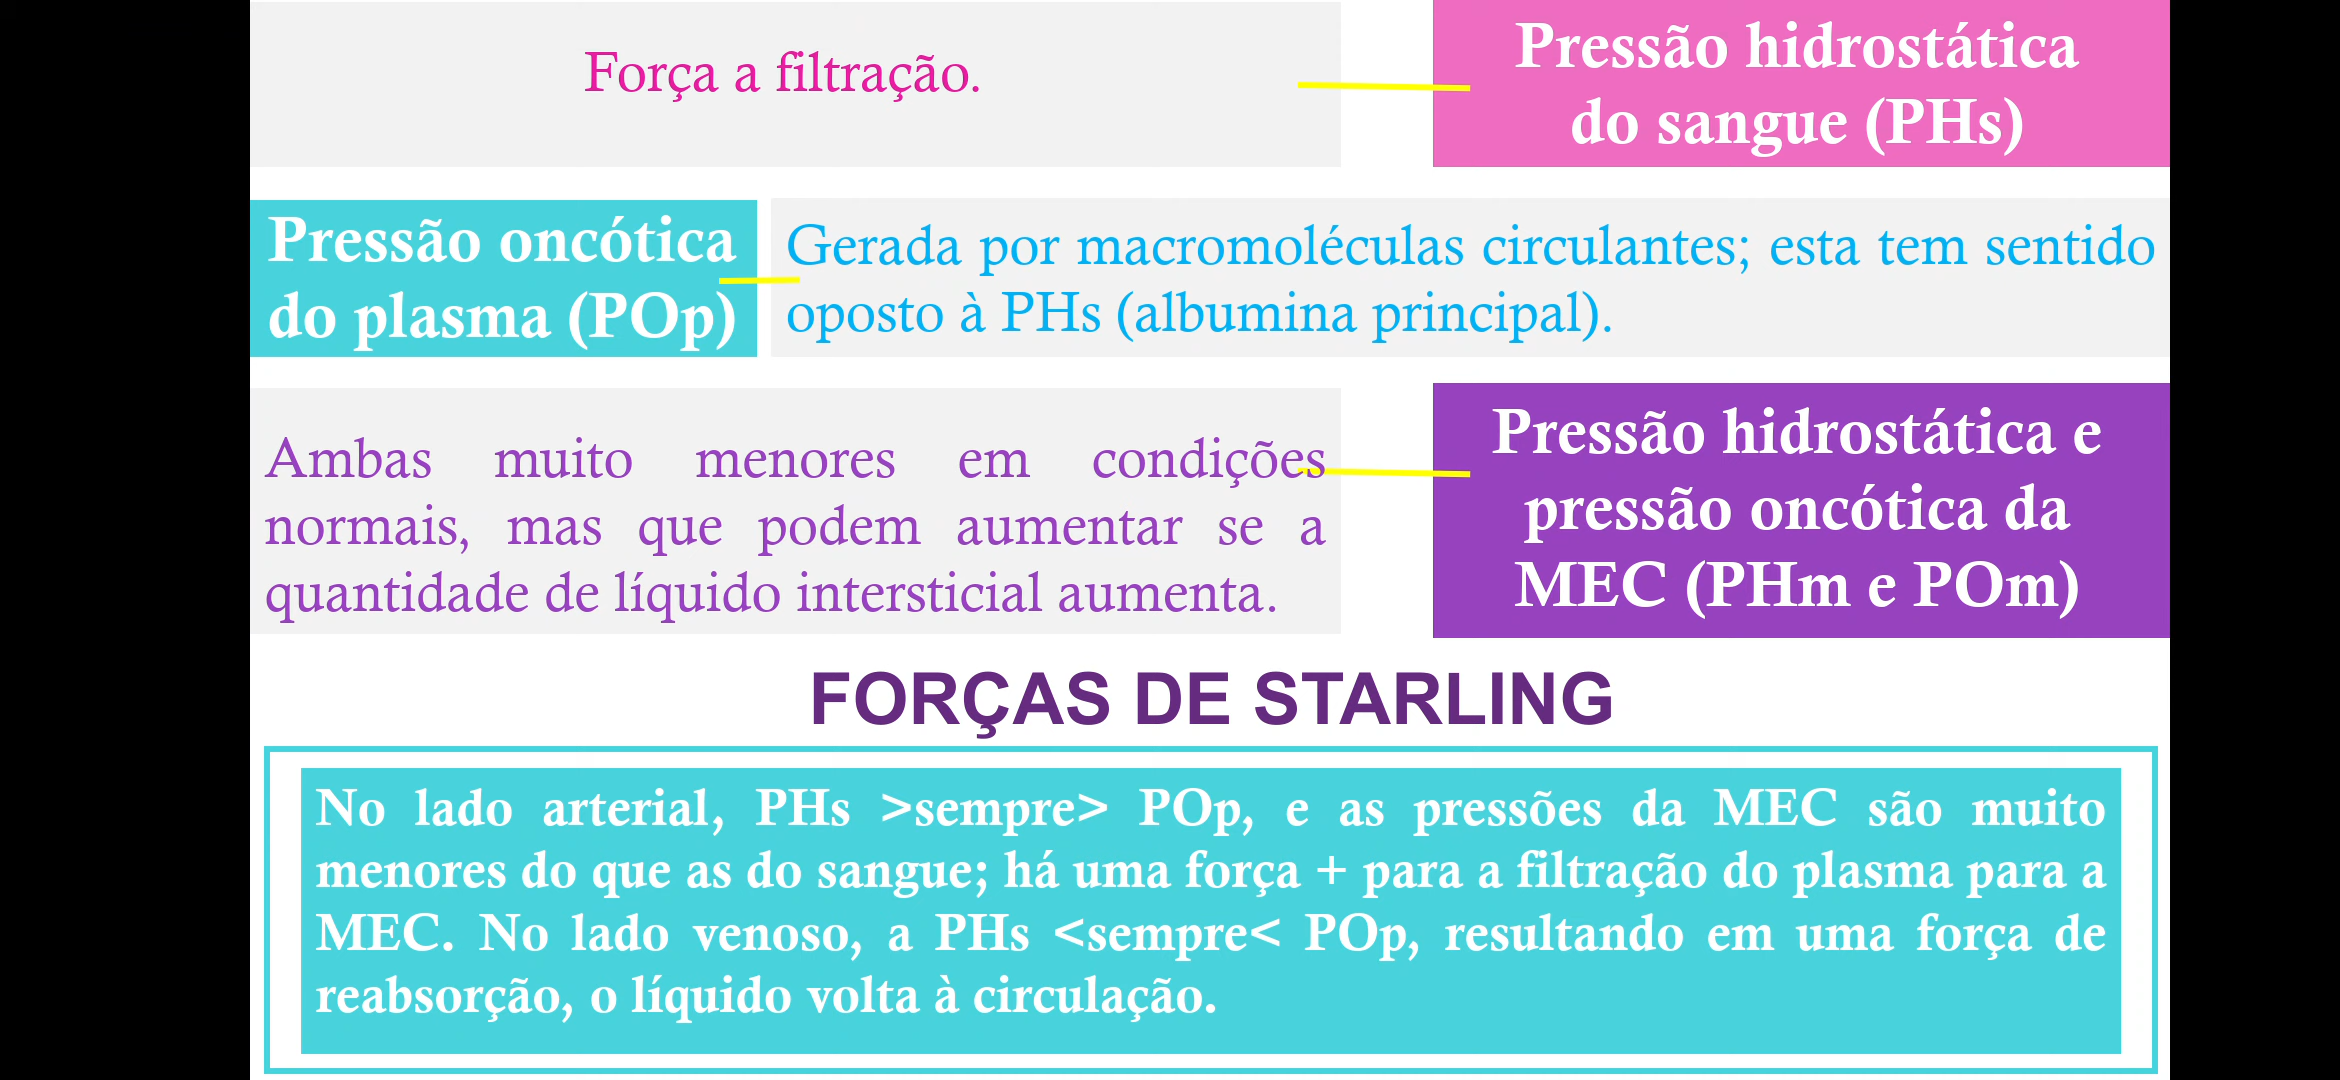 Força a filtração.
Pressão hidrostática
do sangue (PHs)
Pressão oncótica
do plasma (POp)
Gerada por macromoléculas circulantes; esta tem sentido
oposto à PHs (albumina principal).
Ambas muito menores em condições
normais, mas que podem aumentar se a
quantidade de líquido intersticial aumenta.
Pressão hidrostática e
pressão oncótica da
MEC (PHm e POm)
FORÇAS DE STARLING
No lado arterial, PHs >sempre> POp, e as pressões da MEC são muito
menores do que as do sangue; há uma força + para a filtração do plasma para a
MEC. No lado venoso, a PHs <sempre< POp, resultando em uma força de
reabsorção, o líquido volta à circulação.